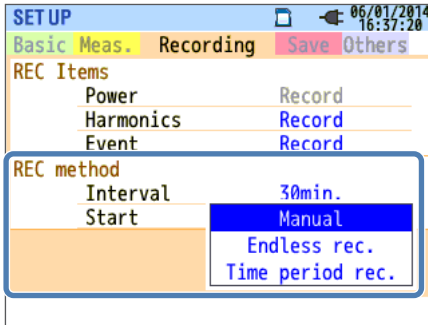 SET UP 06/01/2014
16:37:20
Basic Meas. Recording Save Others
REC Items
Power Record
Harmonics Record
Event Record
REC method
Interval 30min.
Start Manual
Endless rec.
Time period rec.